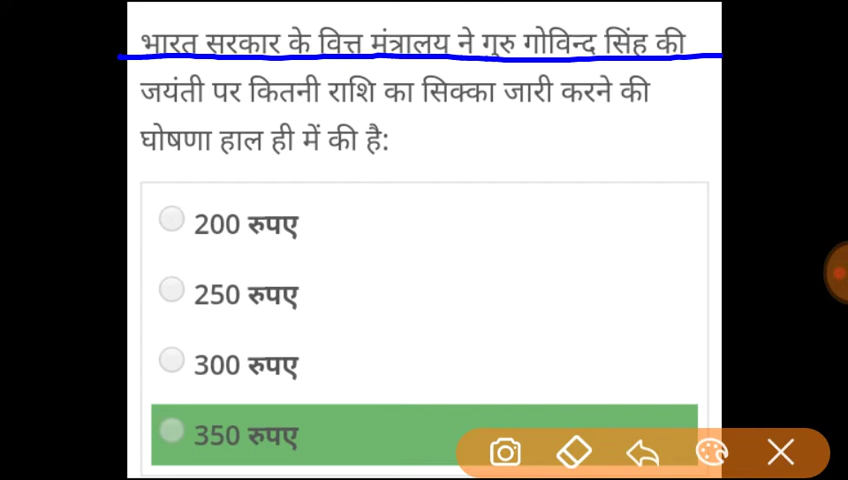 भारत सरकार के वित्त मंत्रालय ने गुरु गोविन्द सिंह की
जयंती पर कितनी राशि का सिक्का जारी करने की
घोषणा हाल ही में की है:
200 रुपए
250 रुपए
300 रुपए
350 रुपए